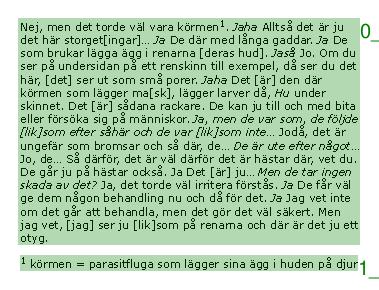 Nej, men det torde väl vara körmen¹. Jaha Alltså det är ju
det här storget[ingar]... Ja De där med långa gaddar. Ja De
som brukar lägga ägg i renarna [deras hud]. Jaså Jo. Om du
ser på undersidan på ett renskinn till exempel, då ser du det
här, [det] ser ut som små porer. Jaha Det [är] den där
körmen som lägger ma[sk], lägger larver då, Hu under
skinnet. Det [är] sådana rackare. De kan ju till och med bita
eller försöka sig på människor. Ja, men de var som, de följde
[lik]som efter såhär och de var [lik]som inte... Jodå, det är
ungefär som bromsar och så där, de... De är ute efter något...
Jo, de... Så därför, det är väl därför det är hästar där, vet du.
De går ju på hästar också. Ja Det [är] ju... Men de tar ingen
skada av det? Ja, det torde väl irritera förstås. Ja De får väl
ge dem någon behandling nu och då för det. Ja Jag vet inte
om det går att behandla, men det gör det väl säkert. Men
jag vet, [jag] ser ju [lik]som på renarna och där är det ju ett
otyg.
0_
¹ körmen = parasitfluga som lägger sina ägg i huden på djur
1_